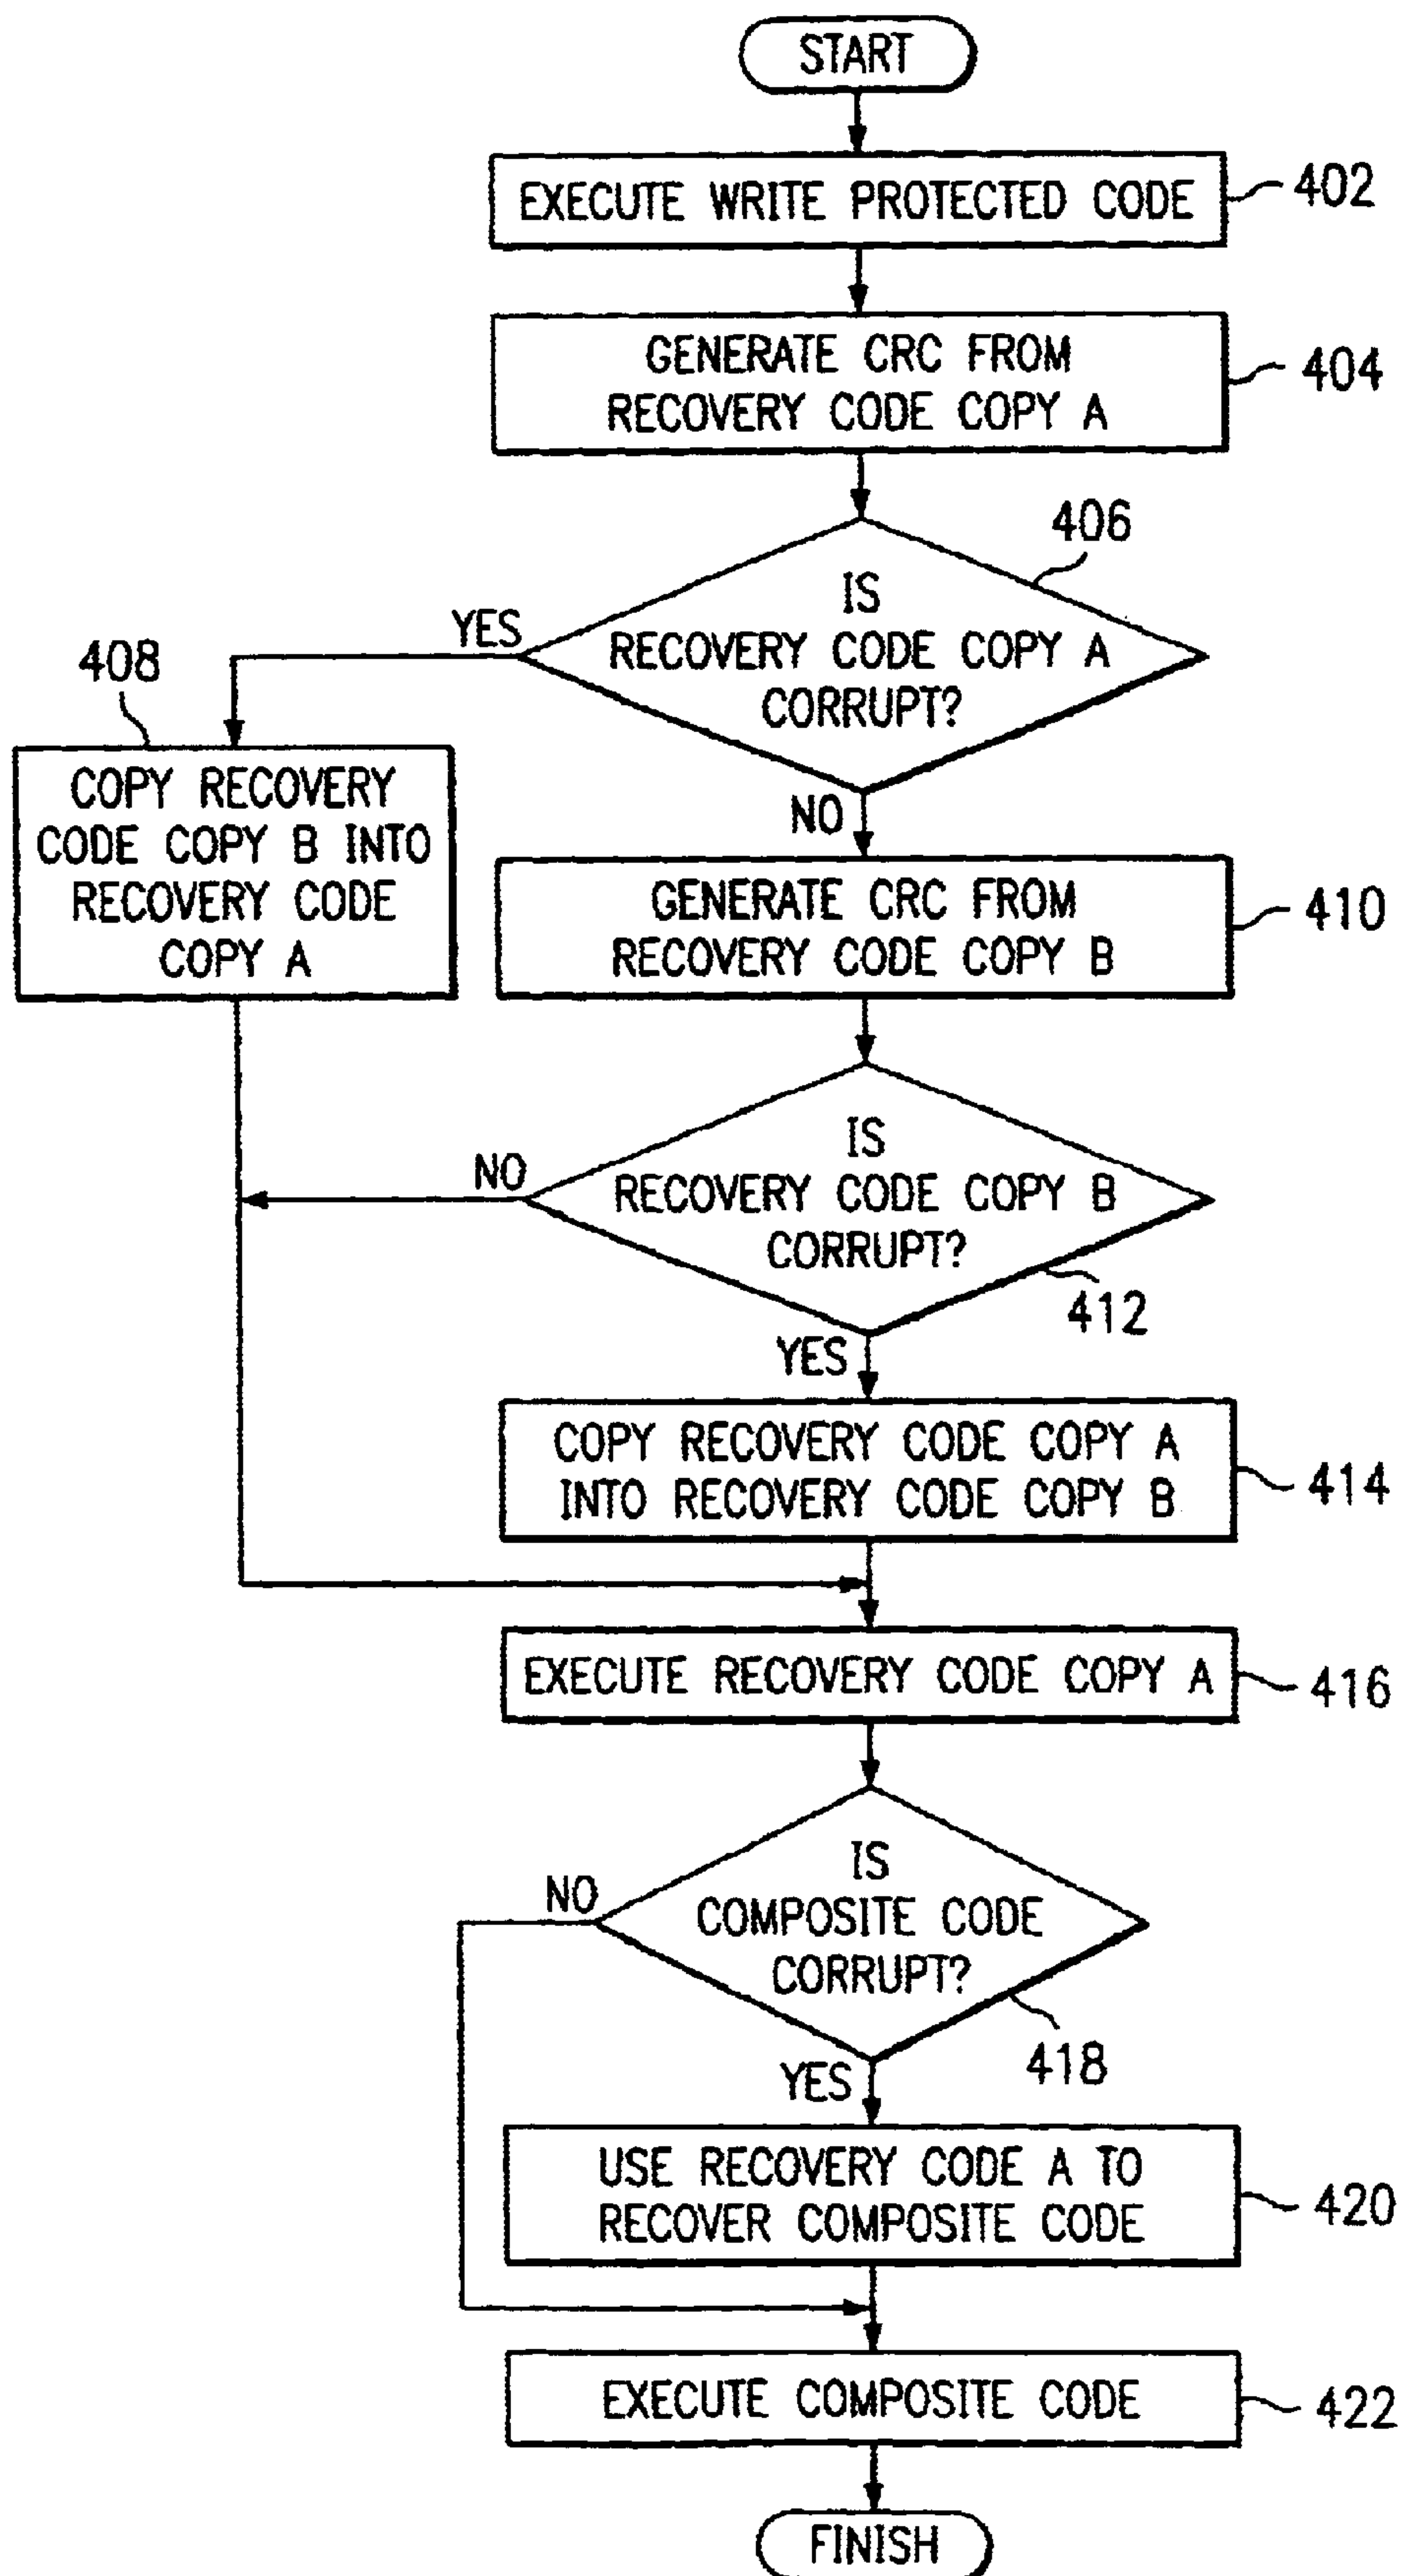 START
EXECUTE WRITE PROTECTED CODE
402
GENERATE CRC FROM
RECOVERY CODE COPY A
404
406
IS
RECOVERY CODE COPY A
CORRUPT?
YES
NO
408
COPY RECOVERY
CODE COPY B INTO
RECOVERY CODE
COPY A
GENERATE CRC FROM
RECOVERY CODE COPY B
410
IS
RECOVERY CODE COPY B
CORRUPT?
NO
412
YES
COPY RECOVERY CODE COPY A
INTO RECOVERY CODE COPY B
414
EXECUTE RECOVERY CODE COPY A
416
IS
COMPOSITE CODE
CORRUPT?
NO
418
YES
USE RECOVERY CODE A TO
RECOVER COMPOSITE CODE
420
EXECUTE COMPOSITE CODE
422
FINISH